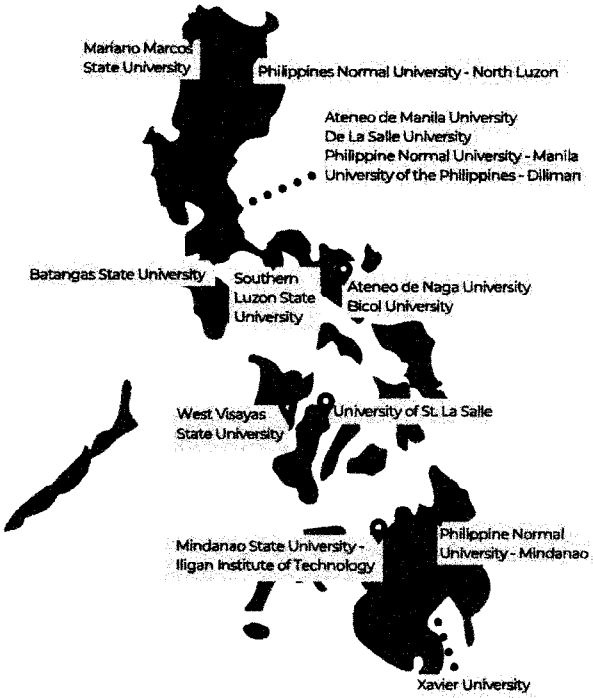 Mariano Marcos
State University
Philippines Normal University - North Luzon
Ateneo de Manila University
De La Salle University
Philippine Normal University - Manila
University of the Philippines - Diliman
Batangas State University
Southern
Luzon State
University
Ateneo de Naga University
Bicol University
West Visayas
State University
University of St. La Salle
Mindanao State University -
Iligan Institute of Technology
Philippine Normal
University - Mindanao
Xavier University